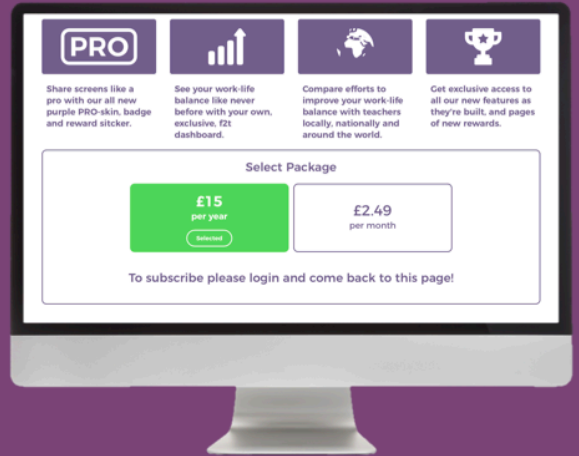 PRO
Share screens like a
pro with our all new
purple PRO-skin, badge
and reward sitcker.
See your work-life
balance like never
before with your own,
exclusive, f2t
dashboard.
Compare efforts to
improve your work-life
balance with teachers
locally, nationally and
around the world.
Get exclusive access to
all our new features as
they're built, and pages
of new rewards.
Select Package
£15
per year
Selected
£2.49
per month
To subscribe please login and come back to this page!